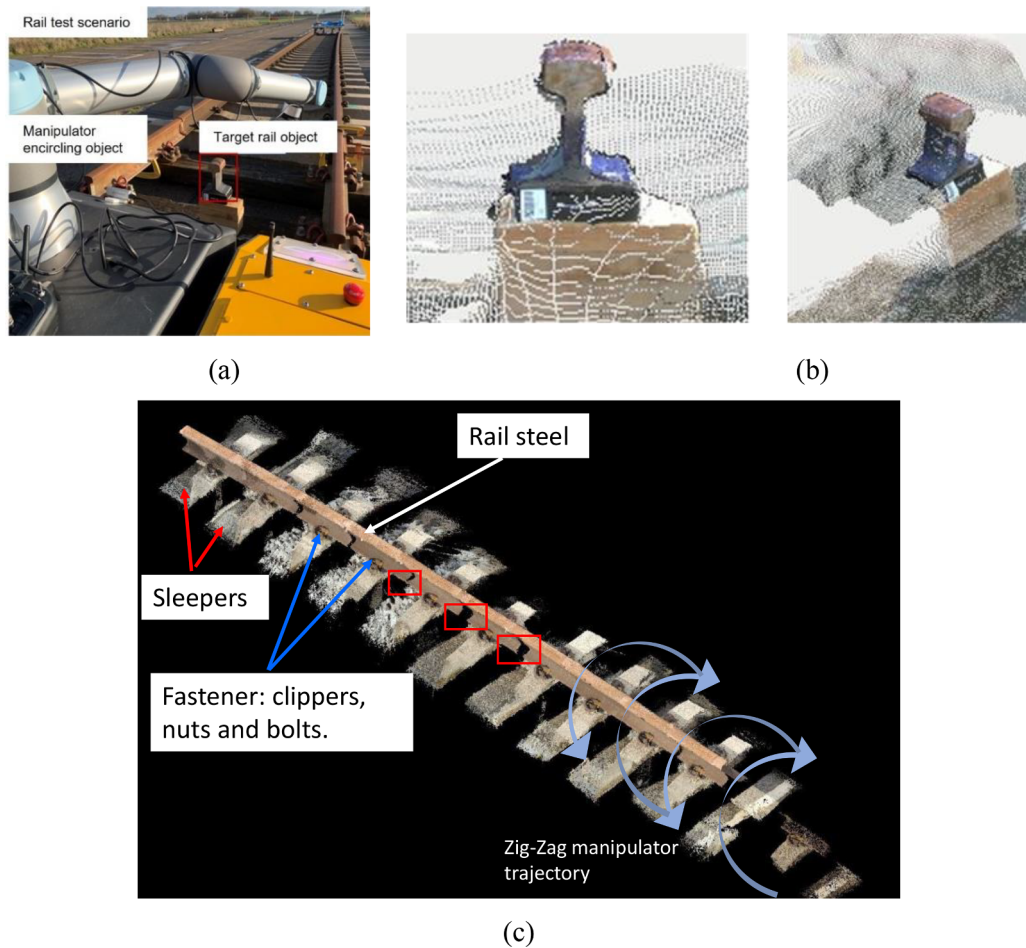 Rail test scenario
Manipulator
encircling object
Target rail object
(a)
(b)
Rail steel
Sleepers
Fastener: clippers,
nuts and bolts.
Zig-Zag manipulator
trajectory
(c)